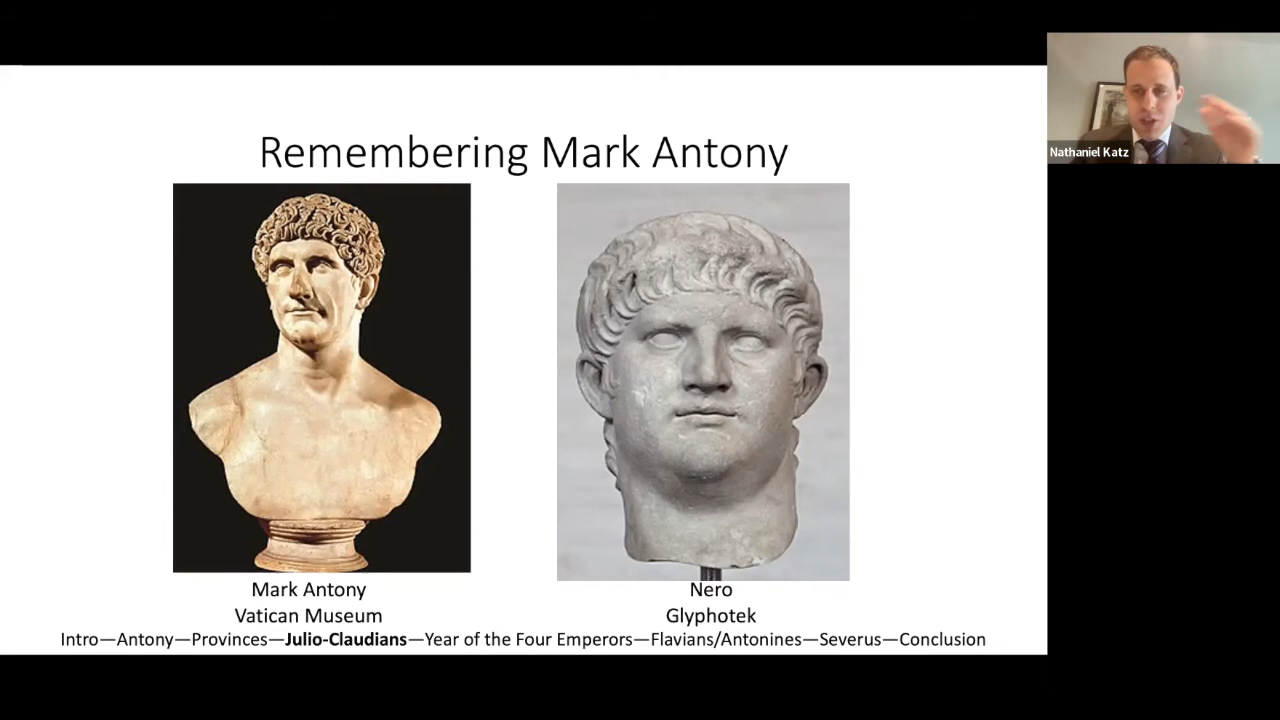 Remembering Mark Antony
Nathaniel Katz
Mark Antony
Vatican Museum
Nero
Glyphotek
Intro—Antony—Provinces—Julio-Claudians—Year of the Four Emperors—Flavians/Antonines—Severus—Conclusion